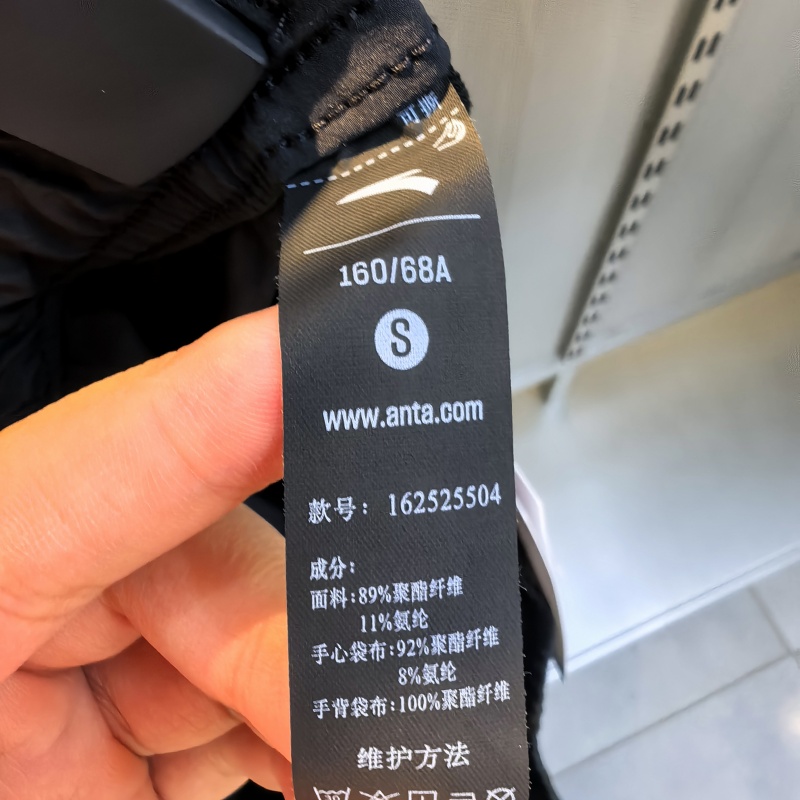 160/68A
S
www.anta.com
款号: 162525504
成分:
面料:89%聚酯纤维
11%氨纶
手心袋布:92%聚酯纤维
8%氨纶
手背袋布:100%聚酯纤维
维护方法